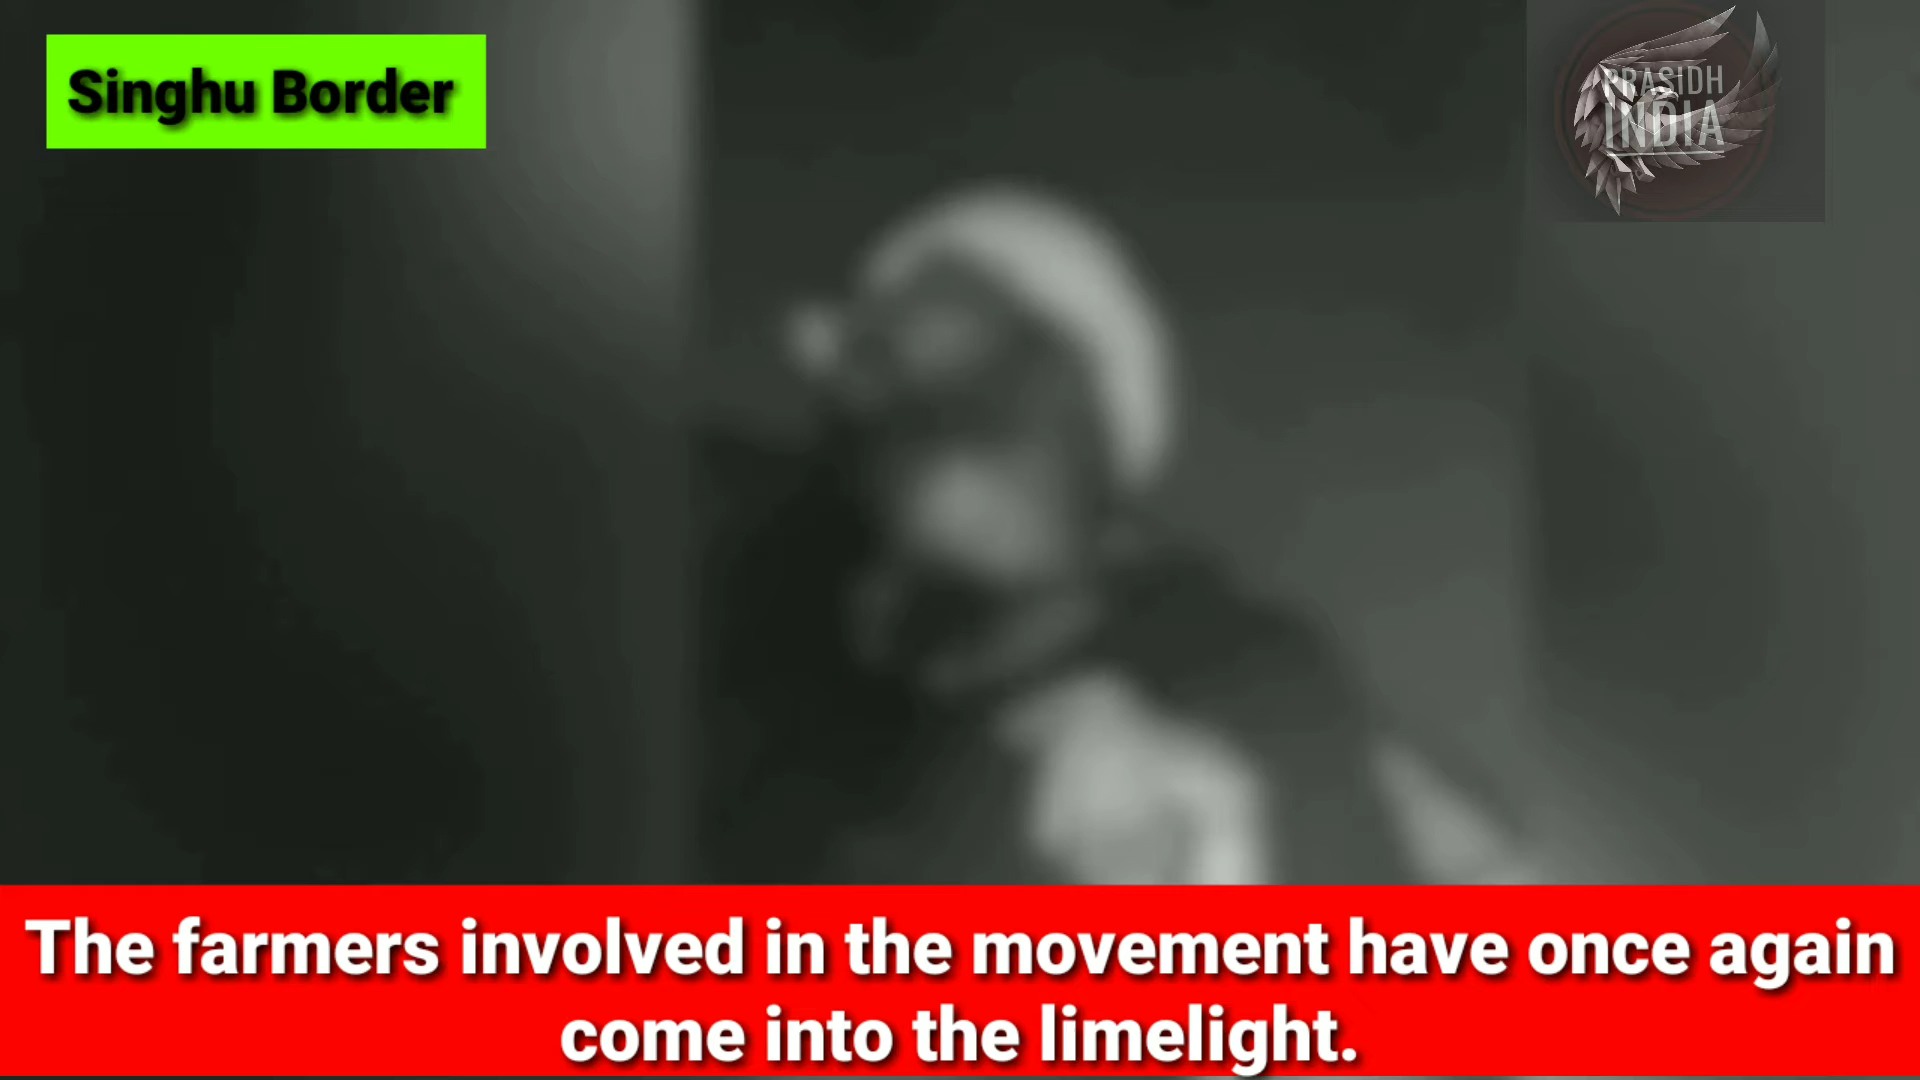 Singhu Border
PRASIDH
INDIA
The farmers involved in the movement have once again
come into the limelight.